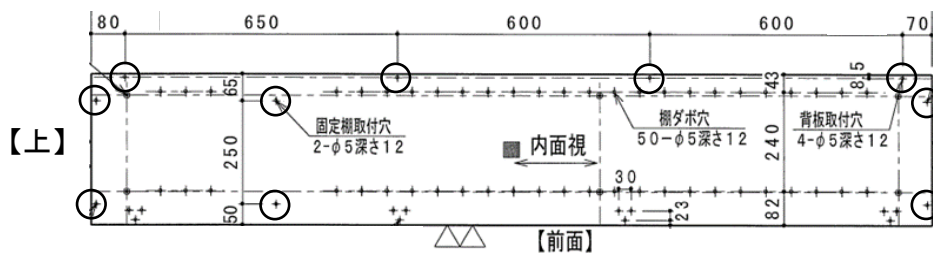 80 650 600 600 70
65 43 8.5
固定棚取付穴
2-φ5深さ12
棚ダボ穴
50-φ5深さ12
背板取付穴
4-φ5深さ12
【上】
250
内面視
240
30
50
82
23
【前面】